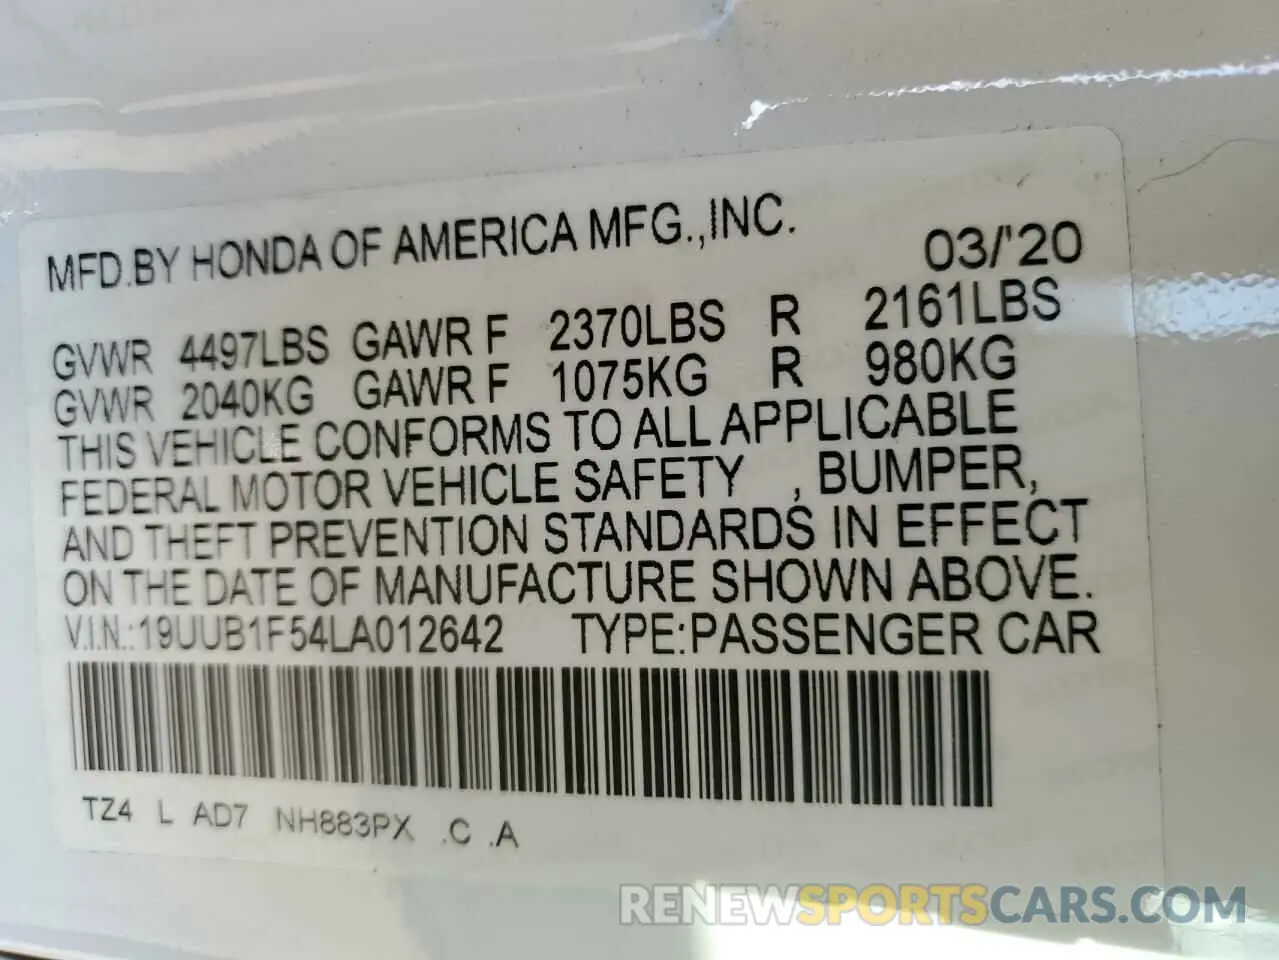 MFD.BY HONDA OF AMERICA MFG.,INC.
03/'20
GVWR 4497LBS GAWR F 2370LBS R 2161LBS
GVWR 2040KG GAWR F 1075KG R 980KG
THIS VEHICLE CONFORMS TO ALL APPLICABLE
FEDERAL MOTOR VEHICLE SAFETY , BUMPER,
AND THEFT PREVENTION STANDARDS IN EFFECT
ON THE DATE OF MANUFACTURE SHOWN ABOVE.
V.I.N.:19UUB1F54LA012642 TYPE:PASSENGER CAR
TZ4 L AD7 NH883PX .C .A
RENEWSPORTSCARS.COM